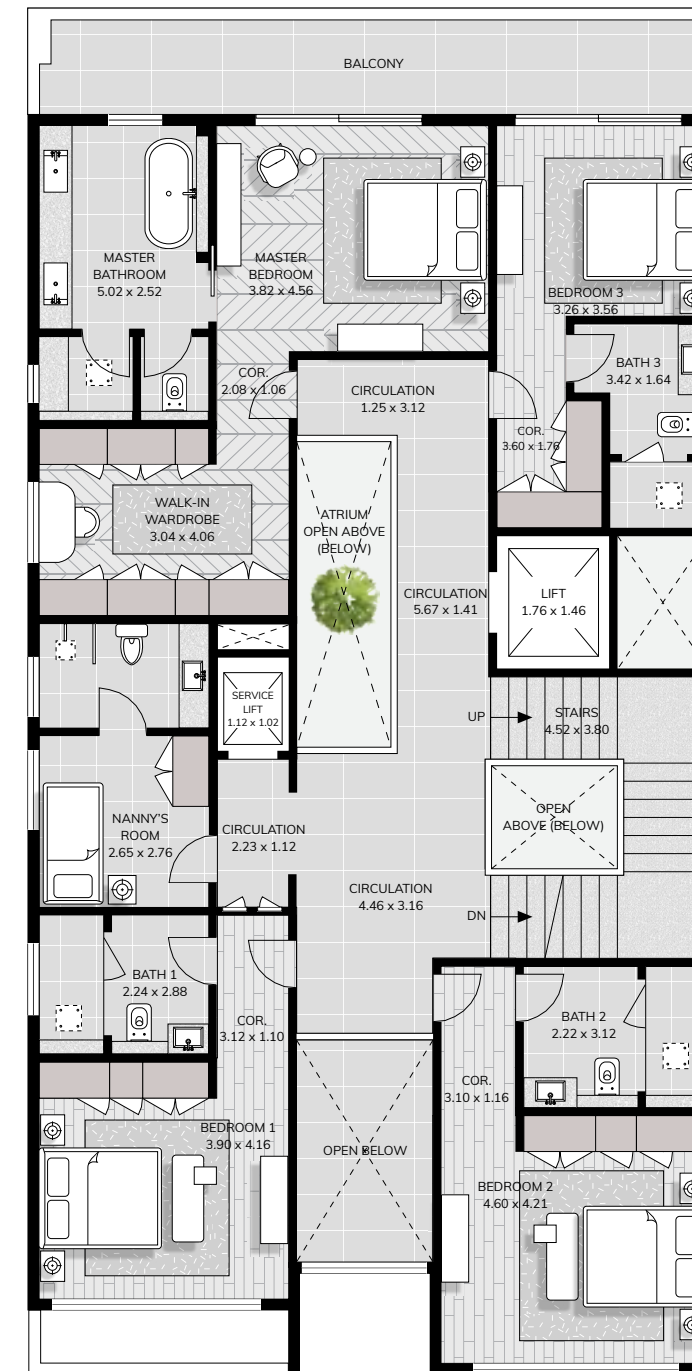 BALCONY
MASTER
BATHROOM
5.02 x 2.52
MASTER
BEDROOM
3.82 x 4.56
BEDROOM 3
3.26 x 3.56
BATH 3
3.42 x 1.64
COR.
2.08 x 1.06
CIRCULATION
1.25 x 3.12
COR.
3.60 x 1.76
WALK-IN
WARDROBE
3.04 x 4.06
ATRIUM
OPEN ABOVE
(BELOW)
CIRCULATION
5.67 x 1.41
LIFT
1.76 x 1.46
SERVICE
LIFT
1.12 x 1.02
UP
STAIRS
4.52 x 3.80
NANNY'S
ROOM
2.65 x 2.76
CIRCULATION
2.23 x 1.12
OPEN
ABOVE (BELOW)
CIRCULATION
4.46 x 3.16
DN
BATH 1
2.24 x 2.88
COR.
3.12 x 1.10
BATH 2
2.22 x 3.12
COR.
3.10 x 1.16
BEDROOM 1
3.90 x 4.16
OPEN BELOW
BEDROOM 2
4.60 x 4.21